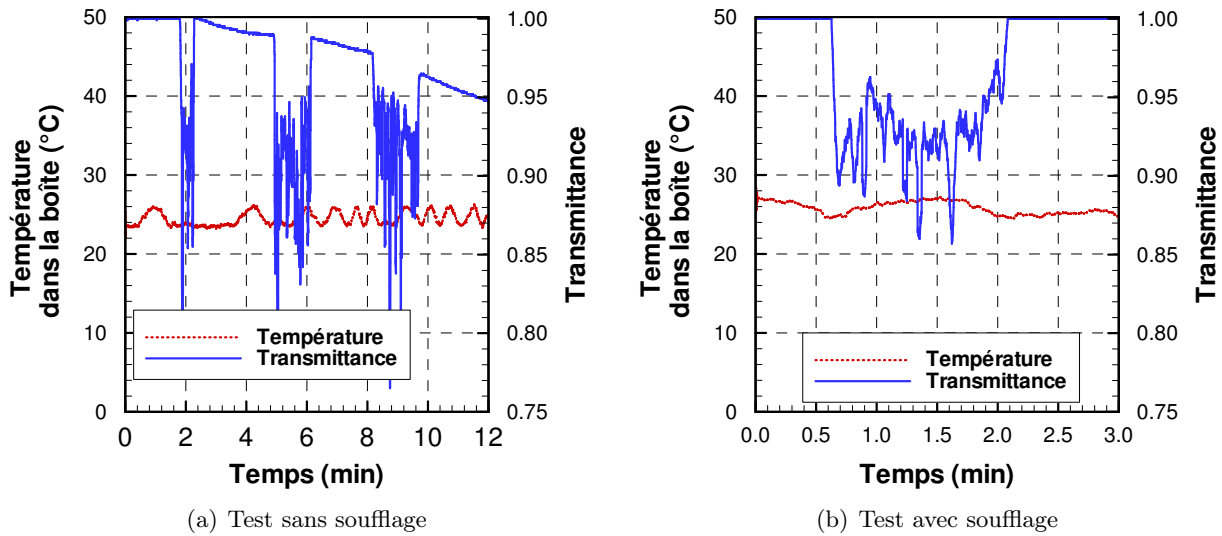 50
40
30
20
10
0
Température
dans la boîte (°C)
1.00
0.95
0.90
0.85
0.80
0.75
Transmittance
Température
Transmittance
0 2 4 6 8 10 12
Temps (min)
(a) Test sans soufflage
50
40
30
20
10
0
Température
dans la boîte (°C)
1.00
0.95
0.90
0.85
0.80
0.75
Transmittance
Température
Transmittance
0.0 0.5 1.0 1.5 2.0 2.5 3.0
Temps (min)
(b) Test avec soufflage